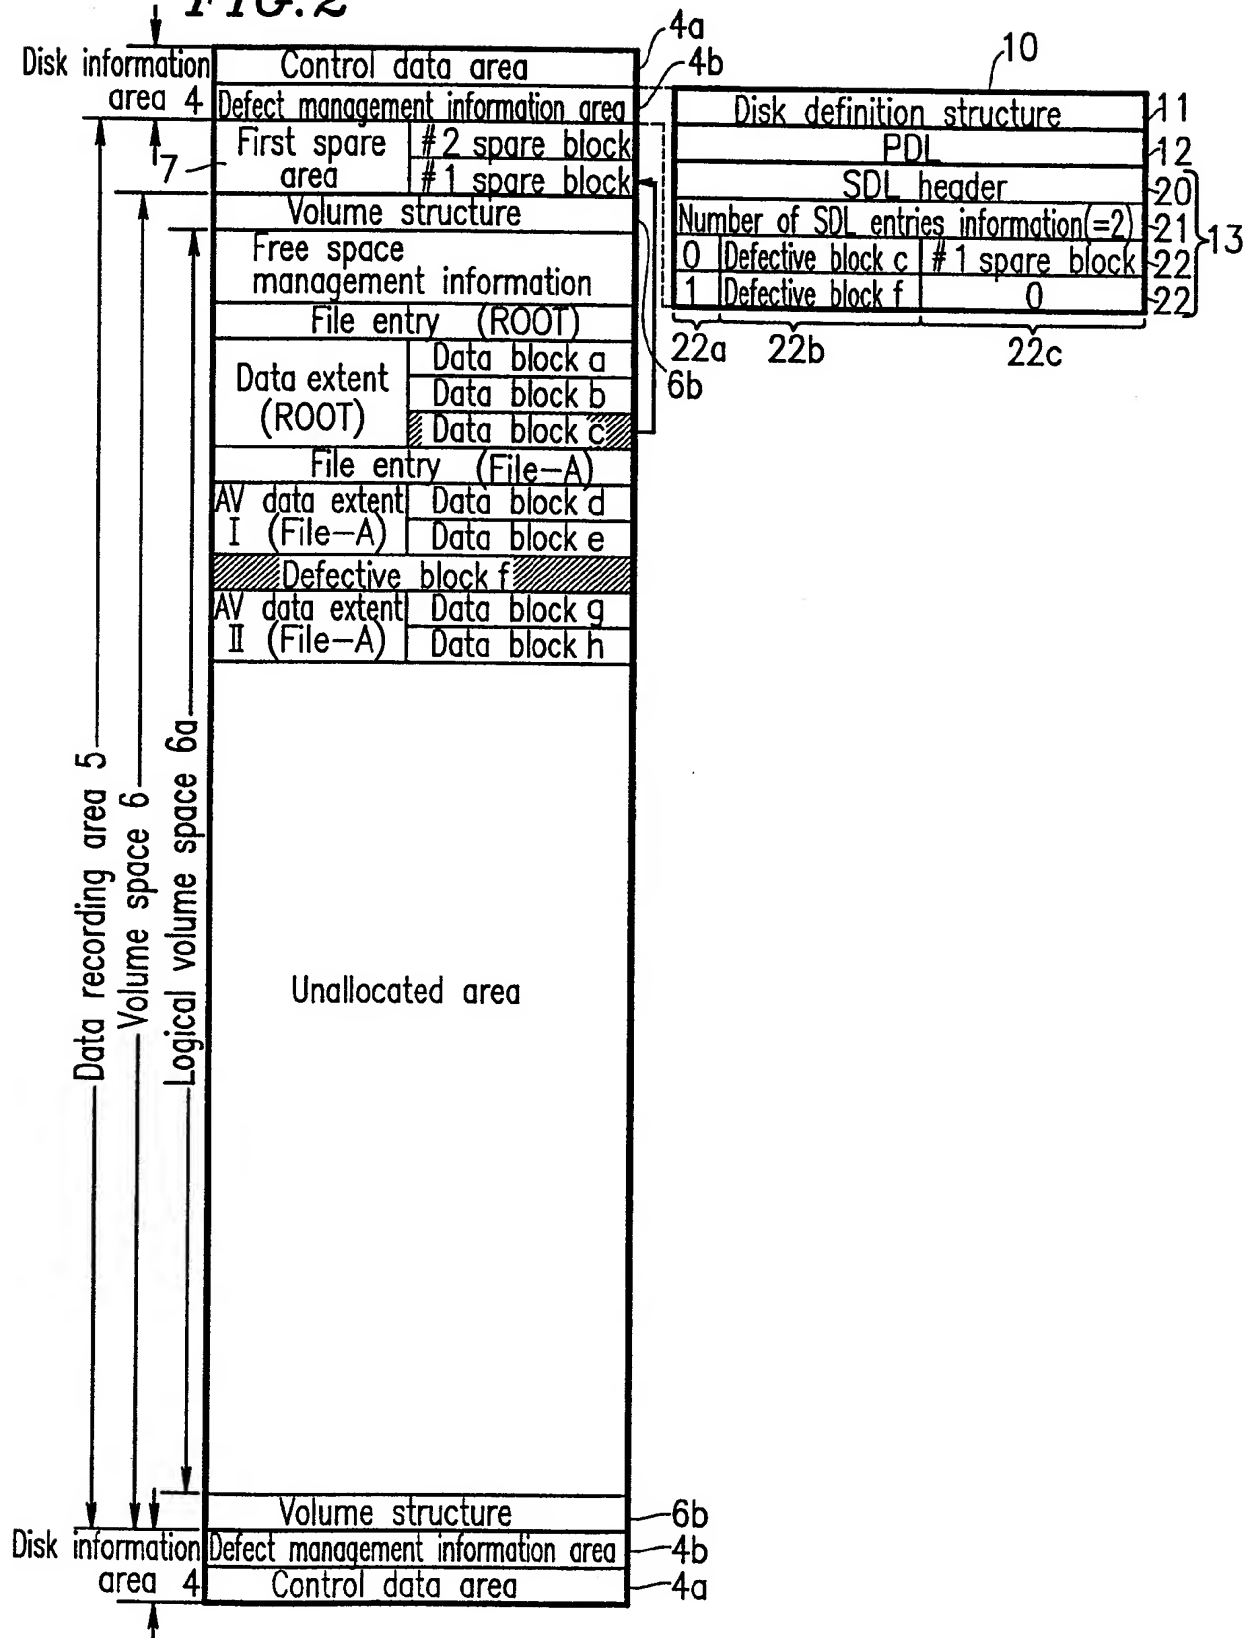 FIG. 2
Disk information
area 4
Control data area
4a
Defect management information area
4b
10
Disk definition structure
11
PDL
12
SDL header
20
Number of SDL entries information(=2)
21
0 Defective block c #1 spare block
22
1 Defective block f 0
22
13
22a 22b 22c
7
First spare
area
#2 spare block
#1 spare block
Volume structure
6b
Free space
management information
File entry (ROOT)
Data extent
(ROOT)
Data block a
Data block b
Data block c
File entry (File-A)
AV data extent
I (File-A)
Data block d
Data block e
Defective block f
AV data extent
II (File-A)
Data block g
Data block h
Data recording area 5
Volume space 6
Logical volume space 6a
Unallocated area
Volume structure
6b
Disk information
area 4
Defect management information area
4b
Control data area
4a